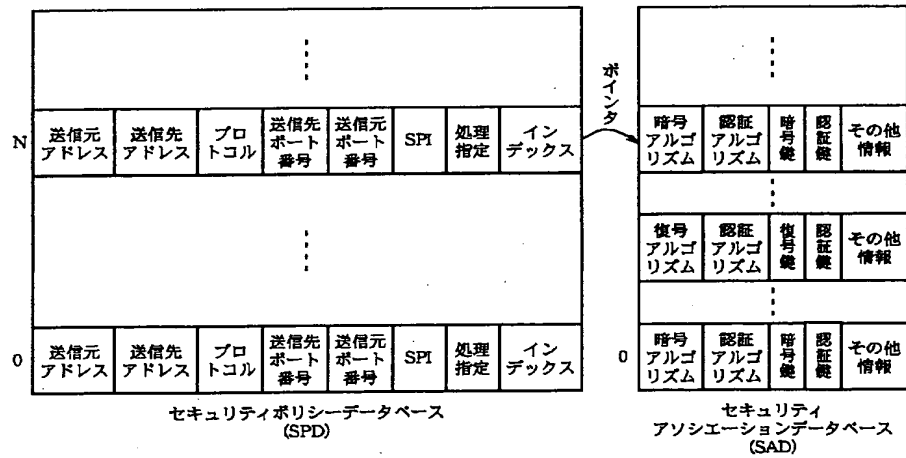 ポインタ
N
送信元
アドレス
送信先
アドレス
プロ
トコル
送信先
ポート
番号
送信元
ポート
番号
SPI
処理
指定
イン
デックス
暗号
アルゴ
リズム
認証
アルゴ
リズム
暗号鍵
認証鍵
その他
情報
復号
アルゴ
リズム
認証
アルゴ
リズム
復号鍵
認証鍵
その他
情報
0
送信元
アドレス
送信先
アドレス
プロ
トコル
送信先
ポート
番号
送信元
ポート
番号
SPI
処理
指定
イン
デックス
0
暗号
アルゴ
リズム
認証
アルゴ
リズム
暗号鍵
認証鍵
その他
情報
セキュリティポリシーデータベース
(SPD)
セキュリティ
アソシエーションデータベース
(SAD)